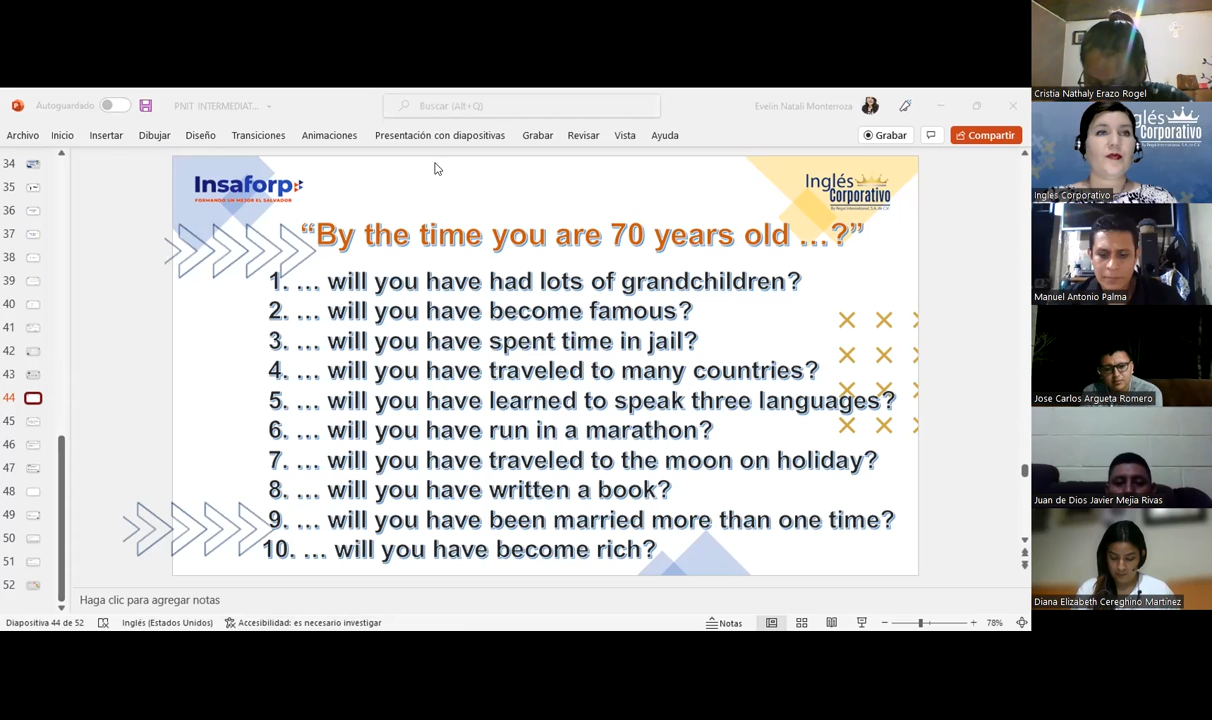 Autoguardado
PNIT INTERMEDIAT...
Buscar (Alt+Q)
Evelin Natali Monterroza
Archivo Inicio Insertar Dibujar Diseño Transiciones Animaciones Presentación con diapositivas Grabar Revisar Vista Ayuda
Grabar
Compartir
34
35
36
37
38
39
40
41
42
43
44
45
46
47
48
49
50
51
52
Insaforp
FORMANDO UN MEJOR EL SALVADOR
Inglés
Corporativo
By Regal International, S.A. de C.V.
“By the time you are 70 years old ...?”
1. ... will you have had lots of grandchildren?
2. ... will you have become famous?
3. ... will you have spent time in jail?
4. ... will you have traveled to many countries?
5. ... will you have learned to speak three languages?
6. ... will you have run in a marathon?
7. ... will you have traveled to the moon on holiday?
8. ... will you have written a book?
9. ... will you have been married more than one time?
10. ... will you have become rich?
Haga clic para agregar notas
Diapositiva 44 de 52
Inglés (Estados Unidos)
Accesibilidad: es necesario investigar
Notas
78%
Cristia Nathaly Erazo Rogel
Inglés
Corporativo
Inglés Corporativo
Manuel Antonio Palma
Jose Carlos Argueta Romero
Juan de Dios Javier Mejia Rivas
Diana Elizabeth Cereghino Martínez